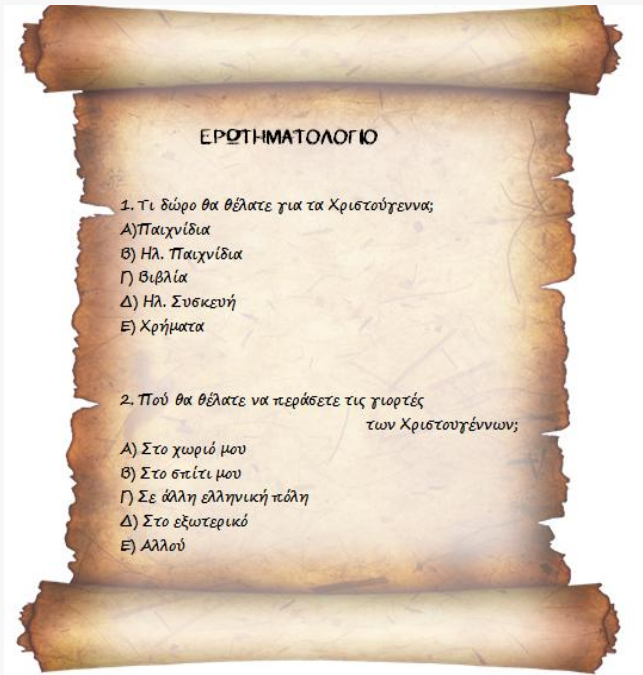 ΕΡΩΤΗΜΑΤΟΛΟΓΙΟ
1. Τι δώρο θα θέλατε για τα Χριστούγεννα;
Α)Παιχνίδια
Β) Ηλ. Παιχνίδια
Γ) Βιβλία
Δ) Ηλ. Συσκευή
Ε) Χρήματα
2. Πού θα θέλατε να περάσετε τις γιορτές
των Χριστουγέννων;
Α) Στο χωριό μου
Β) Στο σπίτι μου
Γ) Σε άλλη ελληνική πόλη
Δ) Στο εξωτερικό
Ε) Αλλού